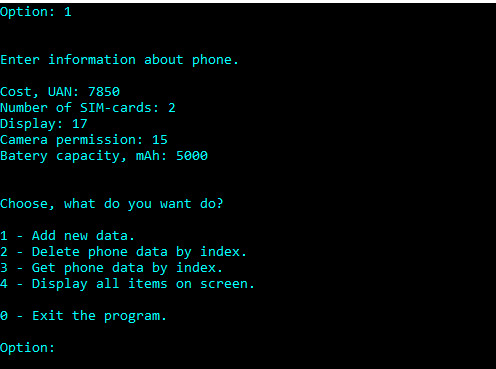 Option: 1
Enter information about phone.
Cost, UAN: 7850
Number of SIM-cards: 2
Display: 17
Camera permission: 15
Batery capacity, mAh: 5000
Choose, what do you want do?
1 - Add new data.
2 - Delete phone data by index.
3 - Get phone data by index.
4 - Display all items on screen.
0 - Exit the program.
Option: